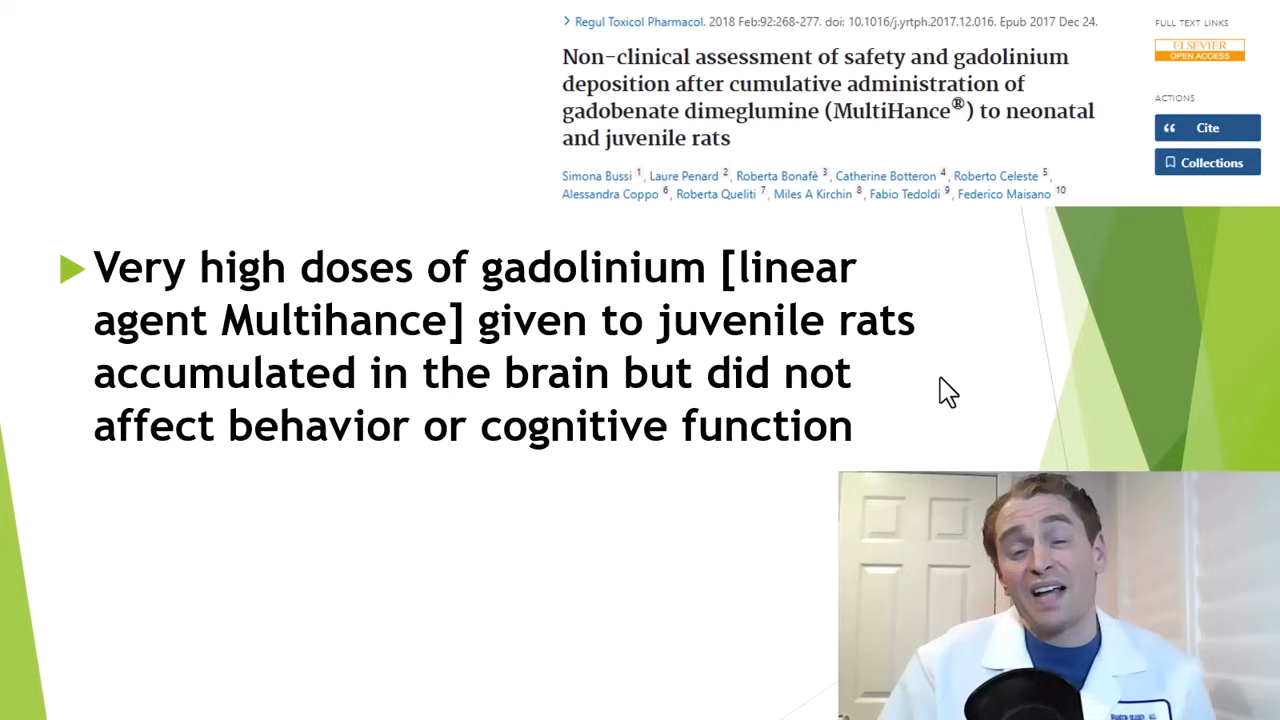 Regul Toxicol Pharmacol. 2018 Feb:92:268-277. doi: 10.1016/j.yrtph.2017.12.016. Epub 2017 Dec 24.
Non-clinical assessment of safety and gadolinium
deposition after cumulative administration of
gadobenate dimeglumine (MultiHance®) to neonatal
and juvenile rats
Simona Bussi 1, Laure Penard 2, Roberta Bonafè 3, Catherine Botteron 4, Roberto Celeste 5,
Alessandra Coppo 6, Roberta Queliti 7, Miles A Kirchin 8, Fabio Tedoldi 9, Federico Maisano 10
FULL TEXT LINKS
ELSEVIER
OPEN ACCESS
ACTIONS
Cite
Collections
Very high doses of gadolinium [linear
agent Multihance] given to juvenile rats
accumulated in the brain but did not
affect behavior or cognitive function